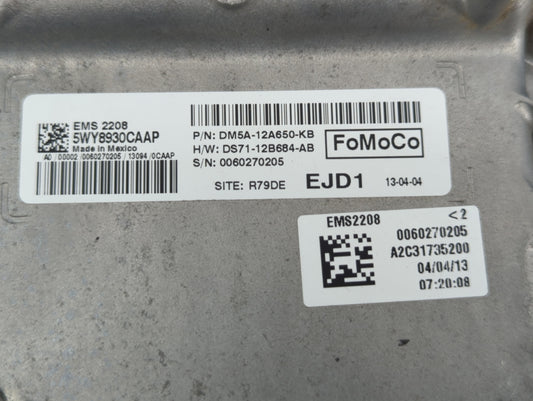 EMS 2208
5WY8930CAAP
Made in Mexico
A0 00002 0060270205 / 13094 /0CAAP
P/N: DM5A-12A650-KB
H/W: DS71-12B684-AB
S/N: 0060270205
FoMoCo
SITE: R79DE EJD1 13-04-04
EMS2208 <2
0060270205
A2C31735200
04/04/13
07:20:08